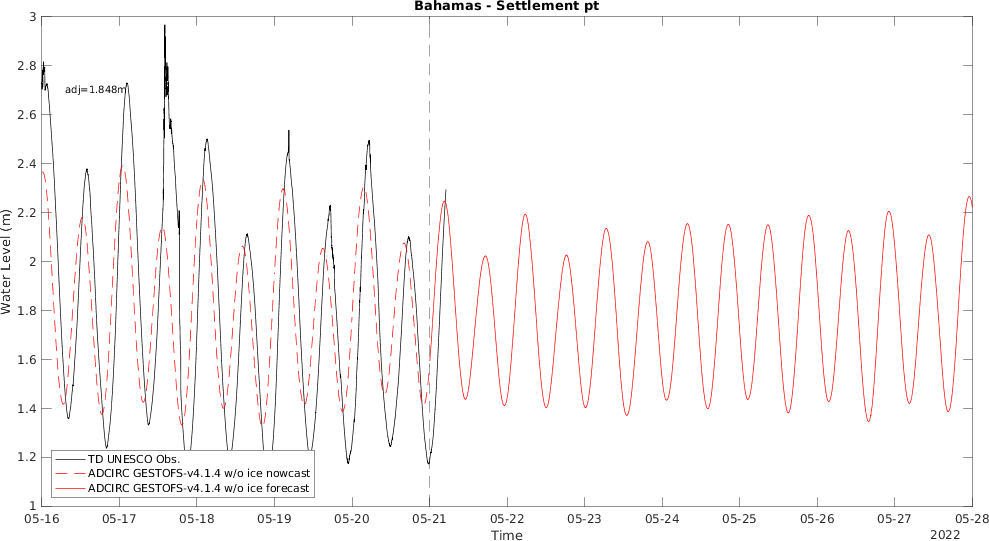 Bahamas - Settlement pt
3
2.8
2.6
2.4
2.2
2
1.8
1.6
1.4
1.2
1
Water Level (m)
adj=1.848m
TD UNESCO Obs.
ADCIRC GESTOFS-v4.1.4 w/o ice nowcast
ADCIRC GESTOFS-v4.1.4 w/o ice forecast
05-16 05-17 05-18 05-19 05-20 05-21 05-22 05-23 05-24 05-25 05-26 05-27 05-28
Time
2022